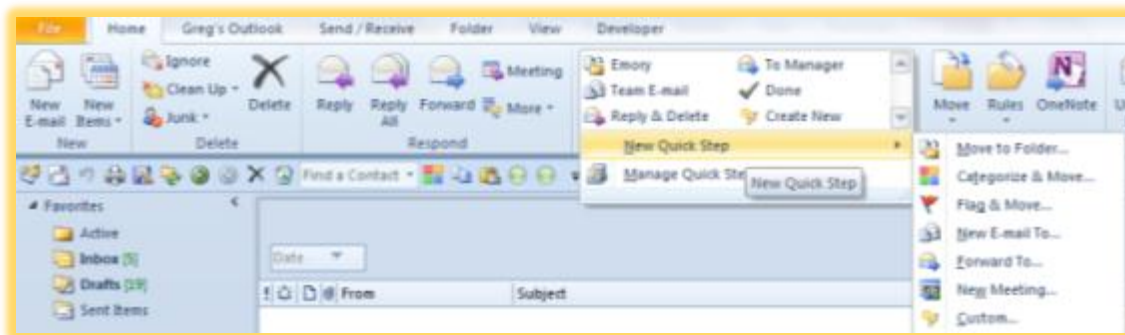 File Home Greg's Outlook Send / Receive Folder View Developer
Ignore
Clean Up
Junk
New E-mail
New Items
Delete
Reply
Reply All
Forward
Meeting
More
New
Delete
Respond
Emory To Manager
Team E-mail Done
Reply & Delete Create New
New Quick Step
Manage Quick Ste
New Quick Step
Move
Rules
OneNote
Move to Folder...
Categorize & Move...
Flag & Move...
New E-mail To...
Forward To...
New Meeting...
Custom...
Find a Contact
Favorites
Active
Inbox [5]
Drafts [19]
Sent Items
Date
! @ From Subject